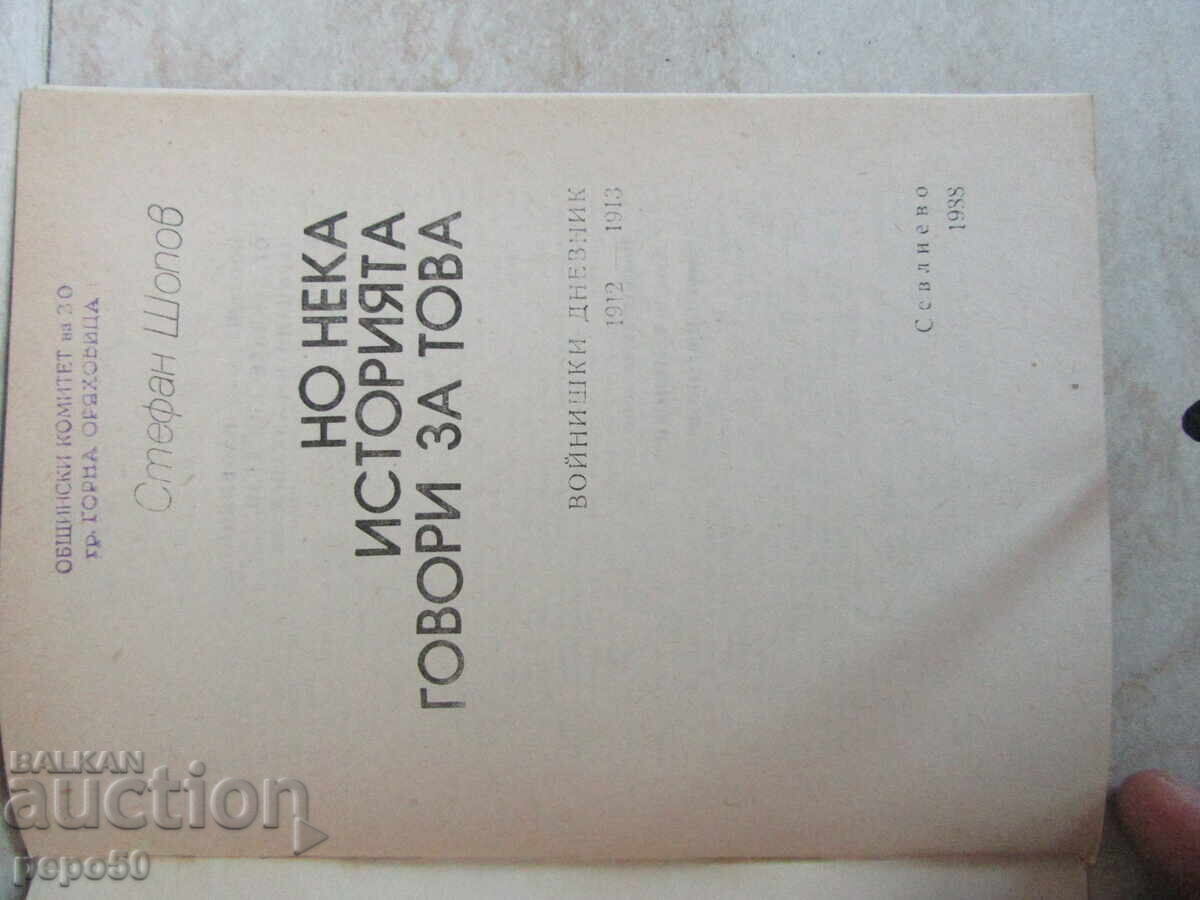 ОБЩИНСКИ КОМИТЕТ на ЗО
гр. ГОРНА ОРЯХОВИЦА
Стефан Шопов
НО НЕКА
ИСТОРИЯТА
ГОВОРИ ЗА ТОВА
ВОЙНИШКИ ДНЕВНИК
1912 — 1913
Севлиево
1988
BALKAN
auction
pepo50